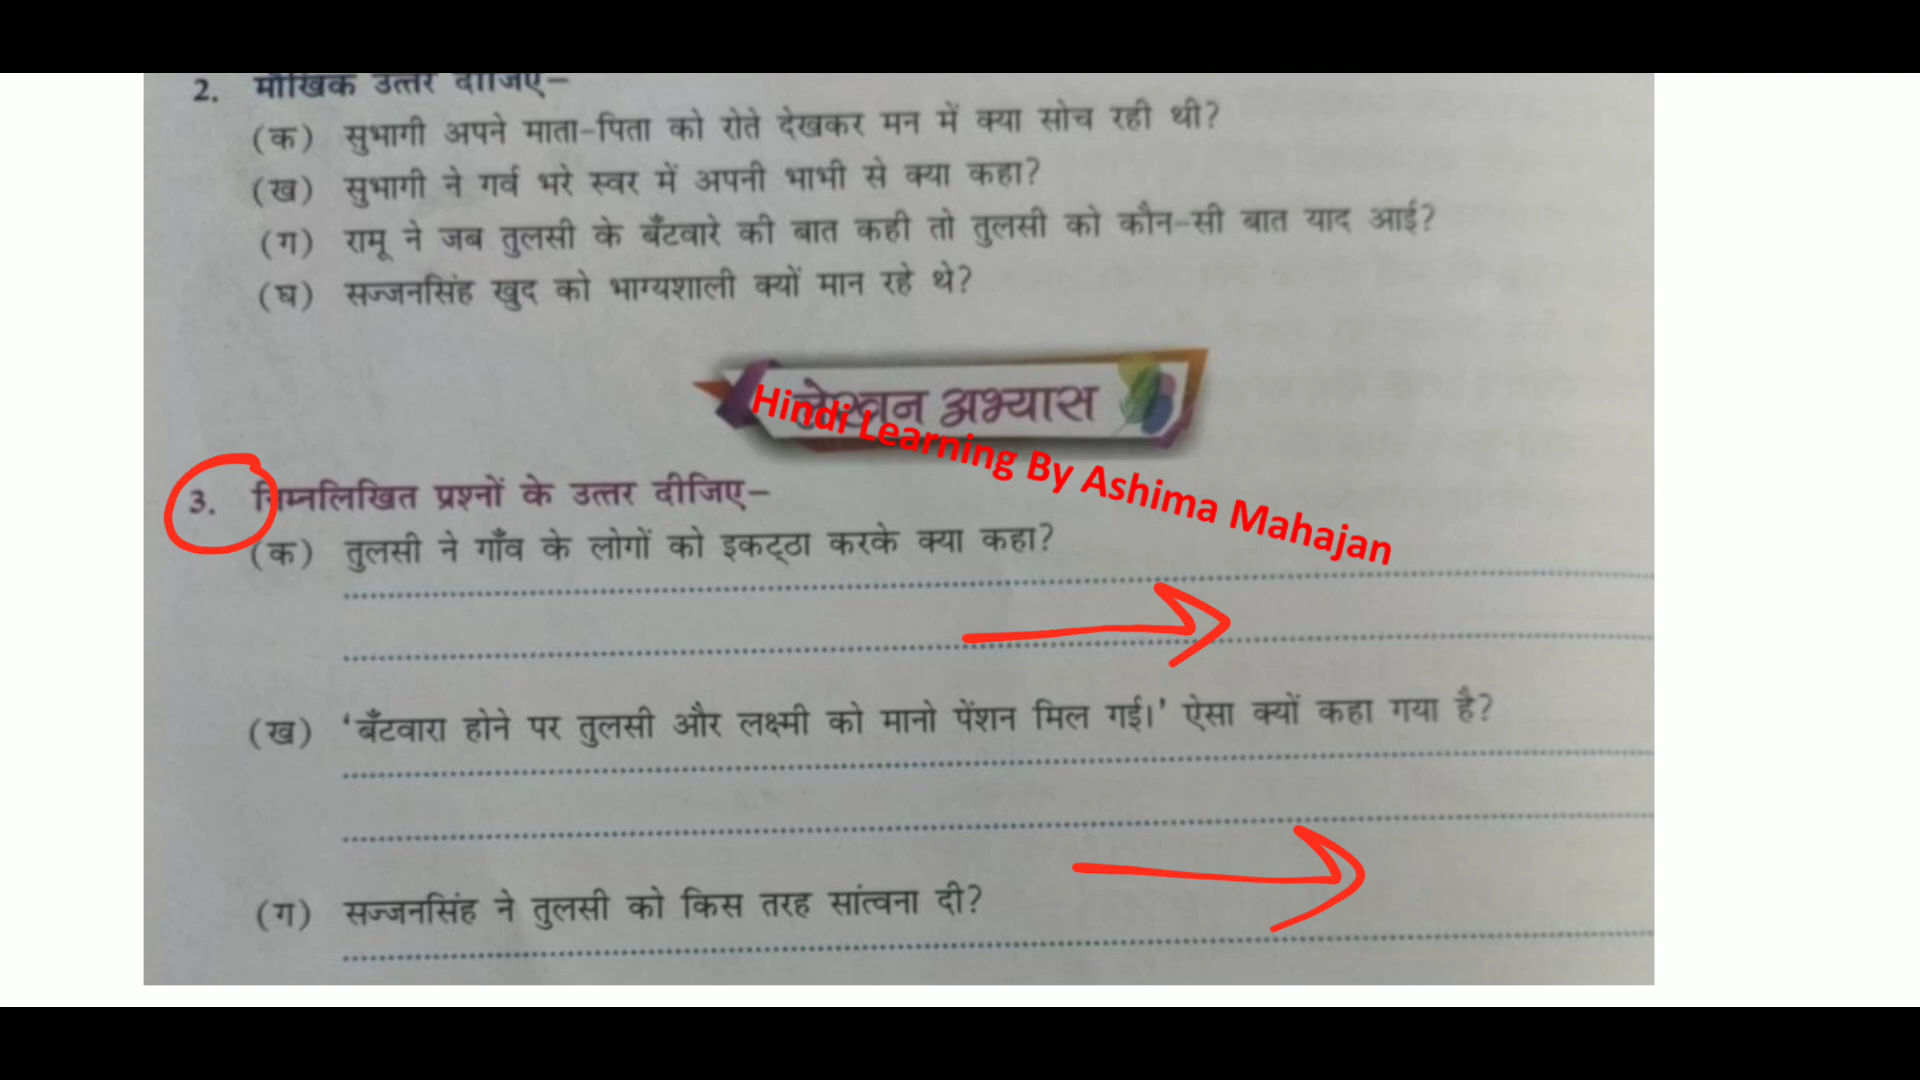 2. मौखिक उत्तर दीजिए–
(क) सुभागी अपने माता-पिता को रोते देखकर मन में क्या सोच रही थी?
(ख) सुभागी ने गर्व भरे स्वर में अपनी भाभी से क्या कहा?
(ग) रामू ने जब तुलसी के बँटवारे की बात कही तो तुलसी को कौन-सी बात याद आई?
(घ) सज्जनसिंह खुद को भाग्यशाली क्यों मान रहे थे?
लेखन अभ्यास
Hindi Learning By Ashima Mahajan
3. निम्नलिखित प्रश्नों के उत्तर दीजिए–
(क) तुलसी ने गाँव के लोगों को इकट्ठा करके क्या कहा?
(ख) 'बँटवारा होने पर तुलसी और लक्ष्मी को मानो पेंशन मिल गई।' ऐसा क्यों कहा गया है?
(ग) सज्जनसिंह ने तुलसी को किस तरह सांत्वना दी?